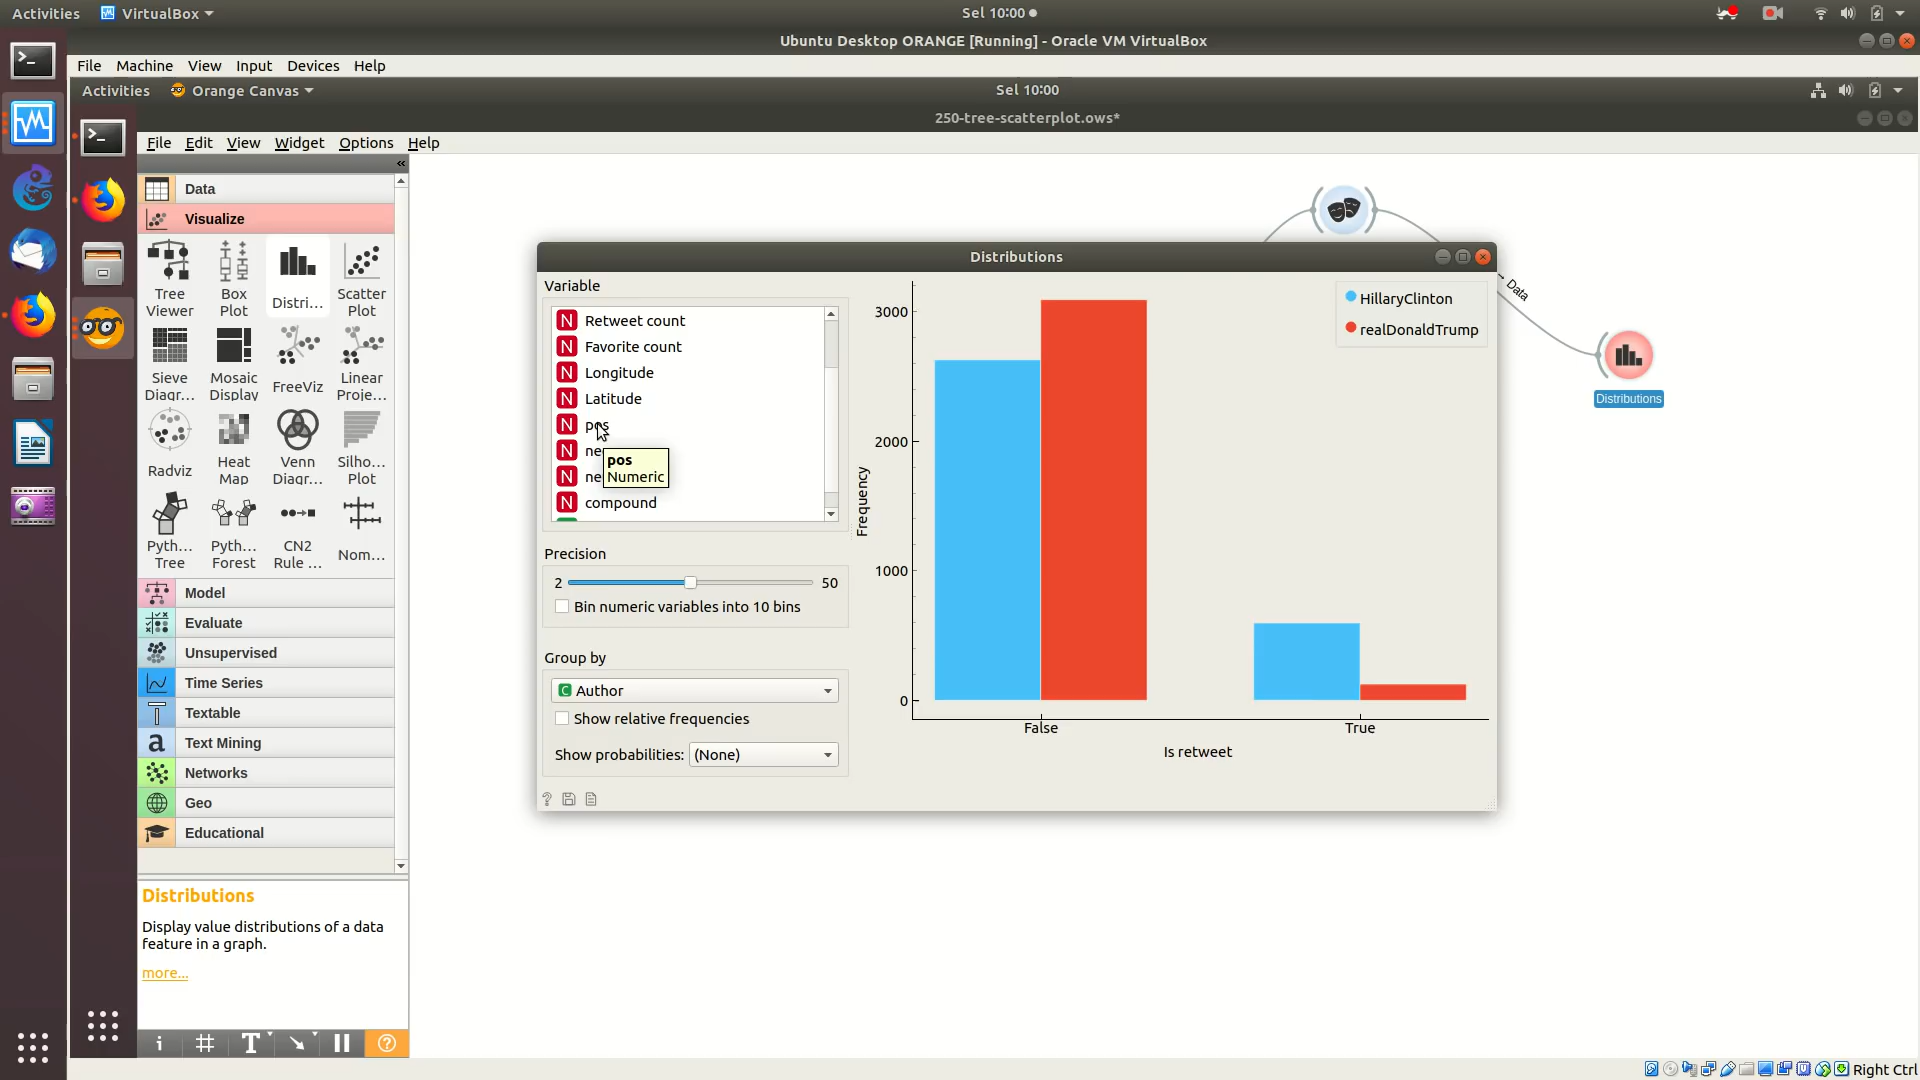 Activities
VirtualBox
Sel 10:00
Ubuntu Desktop ORANGE [Running] - Oracle VM VirtualBox
File Machine View Input Devices Help
Activities
Orange Canvas
Sel 10:00
250-tree-scatterplot.ows*
File Edit View Widget Options Help
«
Data
Visualize
Tree Viewer
Box Plot
Distri...
Scatter Plot
Sieve Diagr...
Mosaic Display
FreeViz
Linear Proje...
Radviz
Heat Map
Venn Diagr...
Silho... Plot
Pyth... Tree
Pyth... Forest
CN2 Rule ...
Nom...
Model
Evaluate
Unsupervised
Time Series
Textable
Text Mining
Networks
Geo
Educational
Distributions
Display value distributions of a data
feature in a graph.
more...
Distributions
Variable
N Retweet count
N Favorite count
N Longitude
N Latitude
N pos
N ne
N ne
N compound
pos
Numeric
Precision
2
50
Bin numeric variables into 10 bins
Group by
C Author
Show relative frequencies
Show probabilities: (None)
HillaryClinton
realDonaldTrump
3000
2000
1000
0
Frequency
False
True
Is retweet
Data
Distributions
Right Ctrl